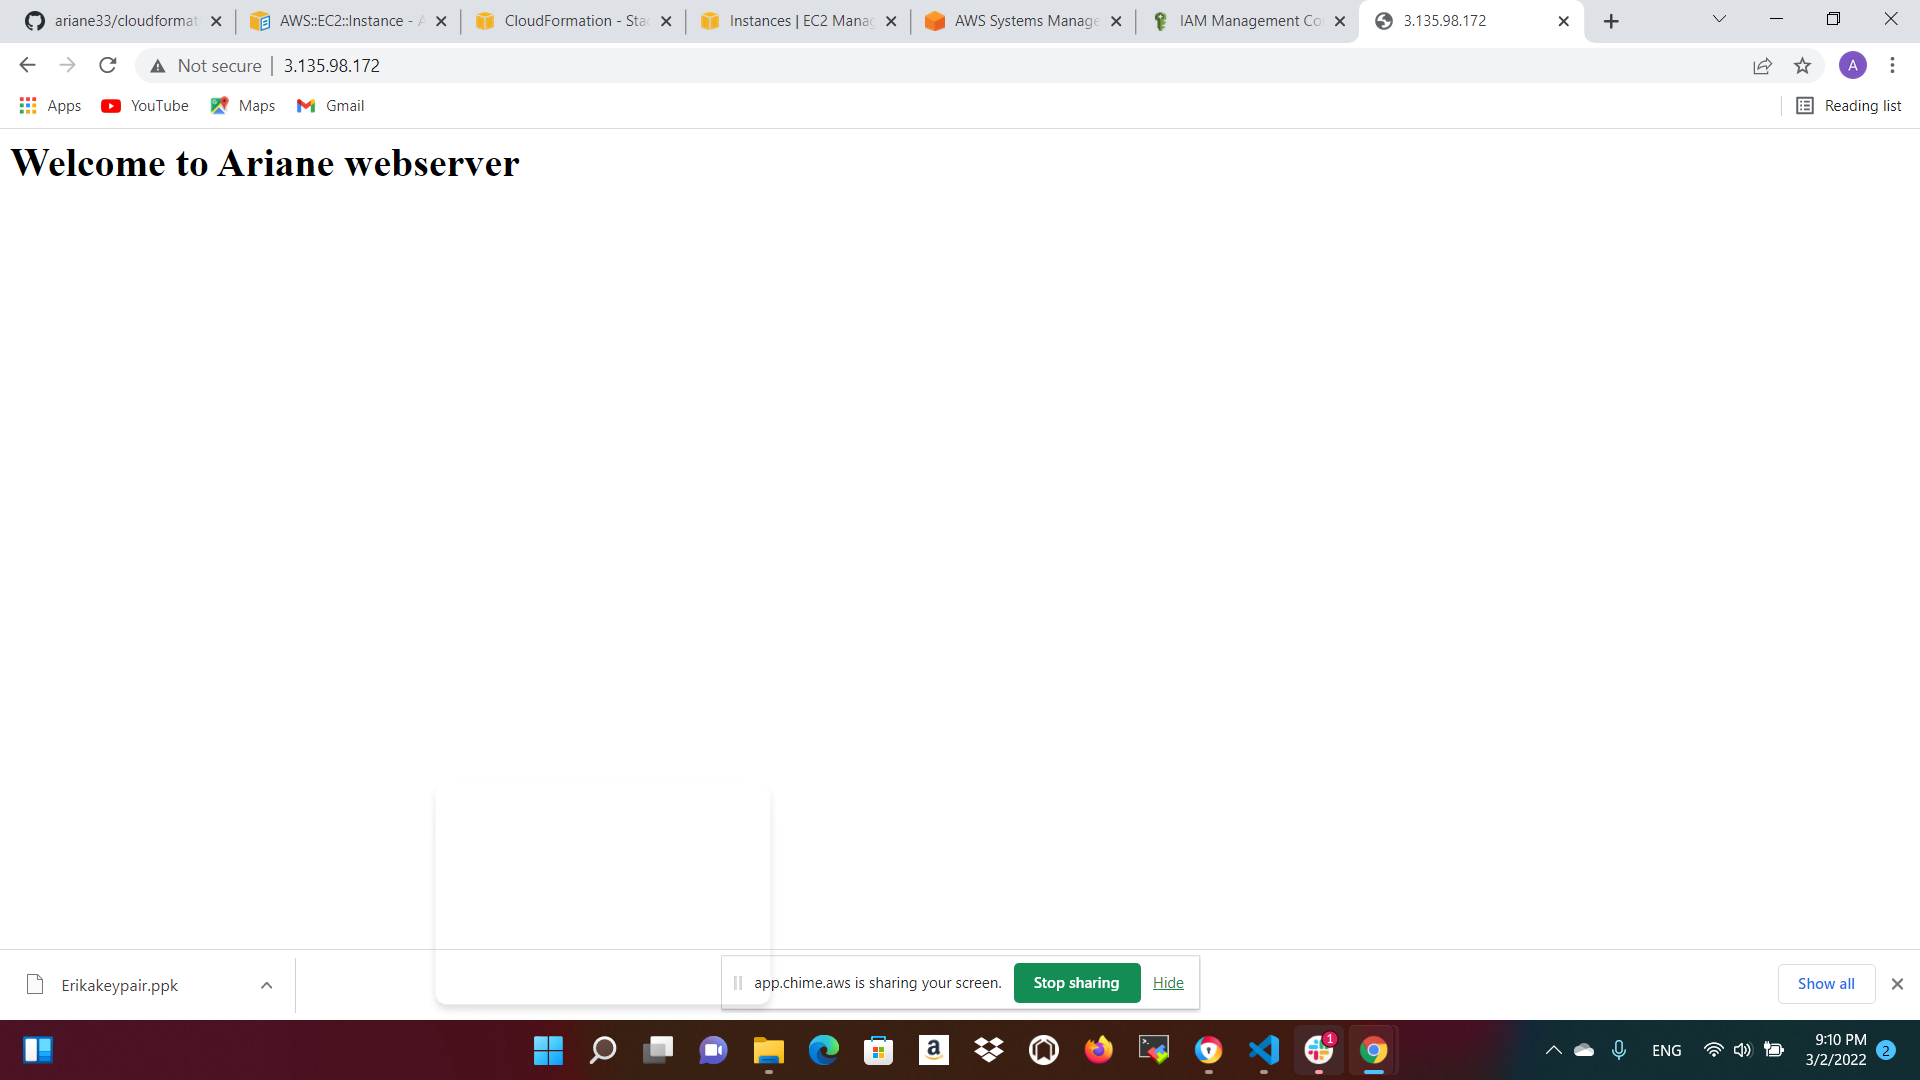 ariane33/cloudformat
AWS::EC2::Instance - A
CloudFormation - Stac
Instances | EC2 Manag
AWS Systems Manage
IAM Management Co
3.135.98.172
Not secure
3.135.98.172
A
Apps
YouTube
Maps
Gmail
Reading list
Welcome to Ariane webserver
Erikakeypair.ppk
app.chime.aws is sharing your screen.
Stop sharing
Hide
Show all
1
ENG
9:10 PM
3/2/2022
2